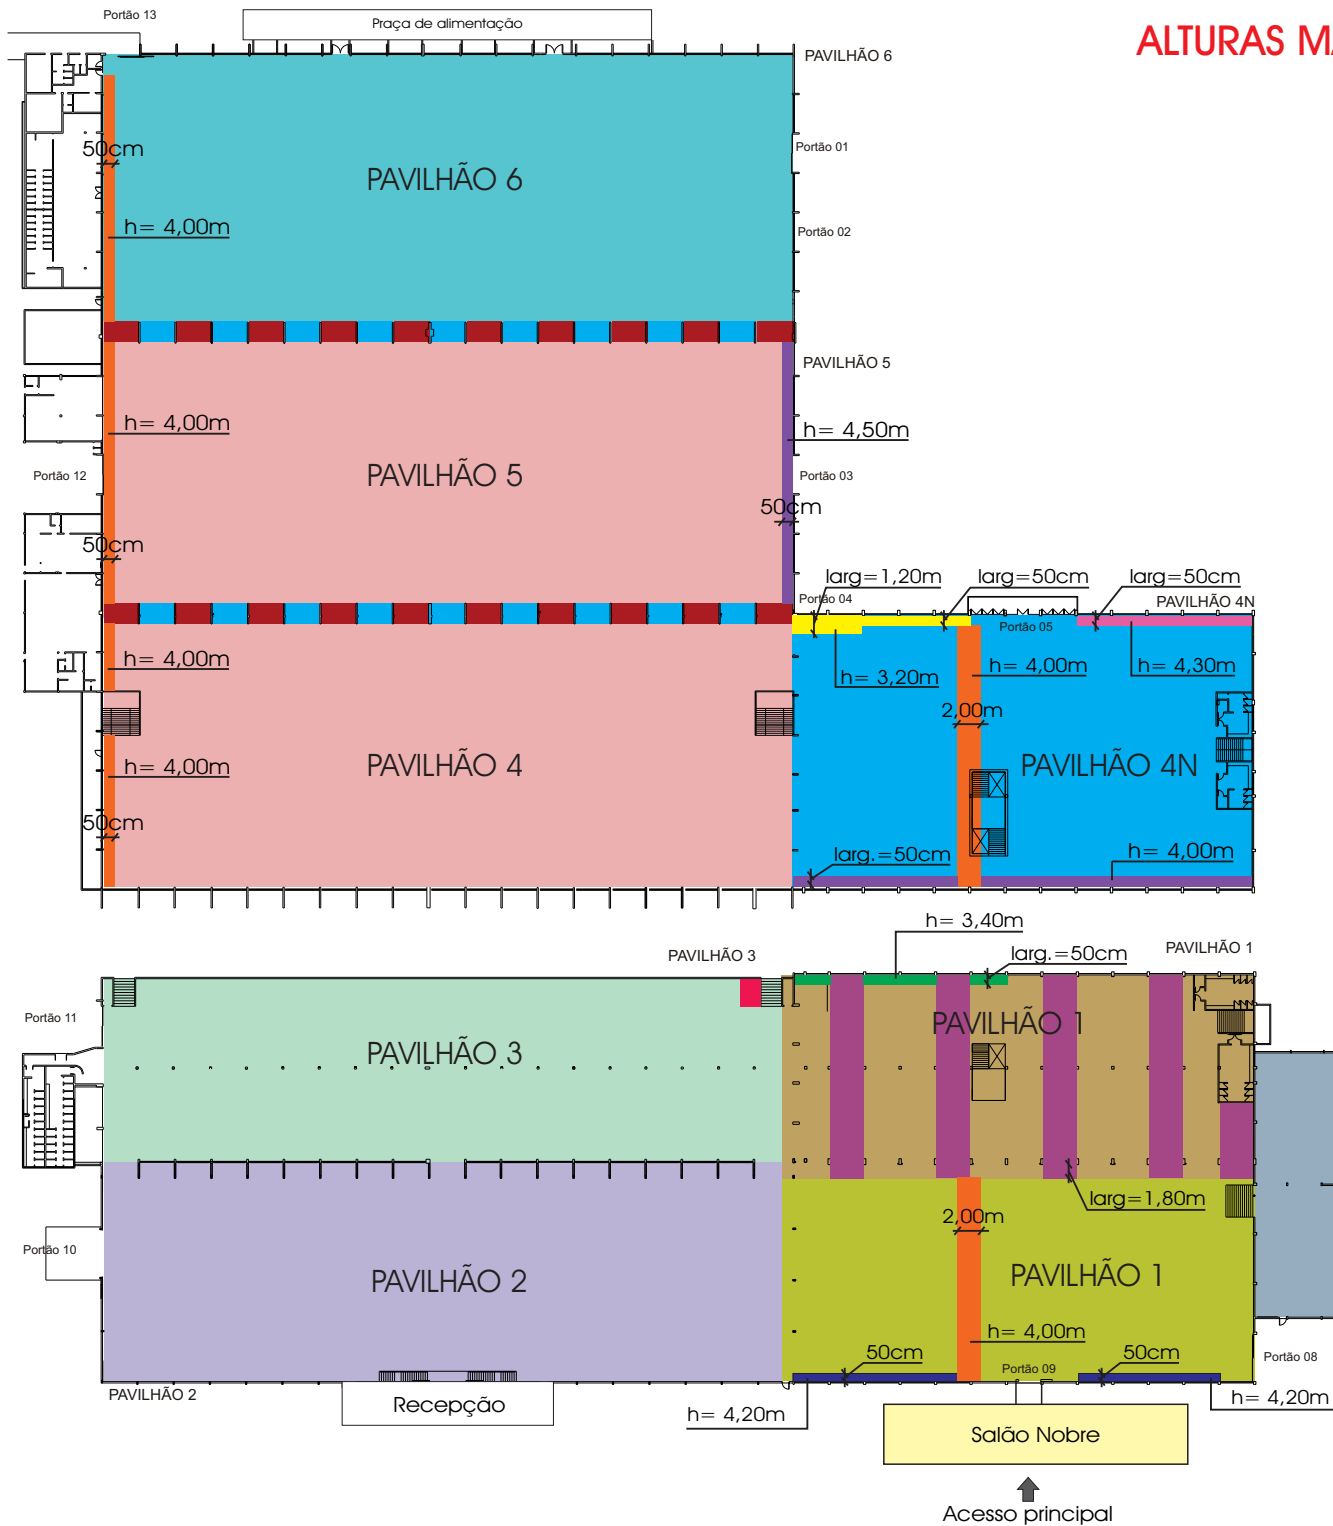 Portão 13
Praça de alimentação
ALTURAS MÁ
PAVILHÃO 6
50cm
Portão 01
PAVILHÃO 6
h= 4,00m
Portão 02
PAVILHÃO 5
h= 4,00m
h= 4,50m
Portão 12
PAVILHÃO 5
Portão 03
50cm
50cm
larg=1,20m
larg=50cm
larg=50cm
Portão 04
PAVILHÃO 4N
Portão 05
h= 4,00m
h= 3,20m
h= 4,00m
h= 4,30m
2,00m
h= 4,00m
PAVILHÃO 4
PAVILHÃO 4N
50cm
larg.=50cm
h= 4,00m
h= 3,40m
PAVILHÃO 3
larg.=50cm
PAVILHÃO 1
Portão 11
PAVILHÃO 3
PAVILHÃO 1
larg=1,80m
2,00m
Portão 10
PAVILHÃO 2
PAVILHÃO 1
h= 4,00m
50cm
Portão 09
50cm
Portão 08
PAVILHÃO 2
Recepção
h= 4,20m
h= 4,20m
Salão Nobre
Acesso principal